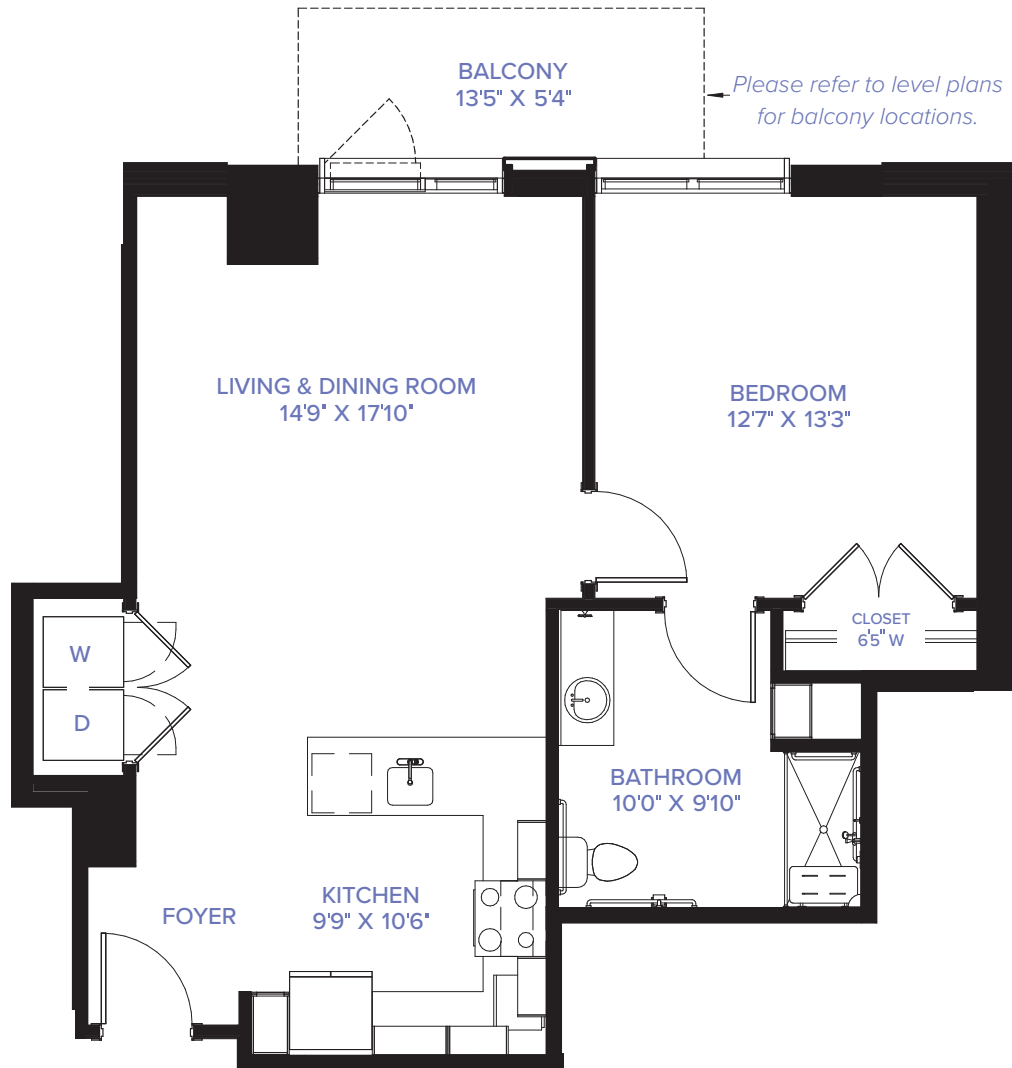 BALCONY
13'5" X 5'4"
Please refer to level plans
for balcony locations.
LIVING & DINING ROOM
14'9" X 17'10"
BEDROOM
12'7" X 13'3"
CLOSET
6'5" W
W
D
BATHROOM
10'0" X 9'10"
KITCHEN
9'9" X 10'6"
FOYER